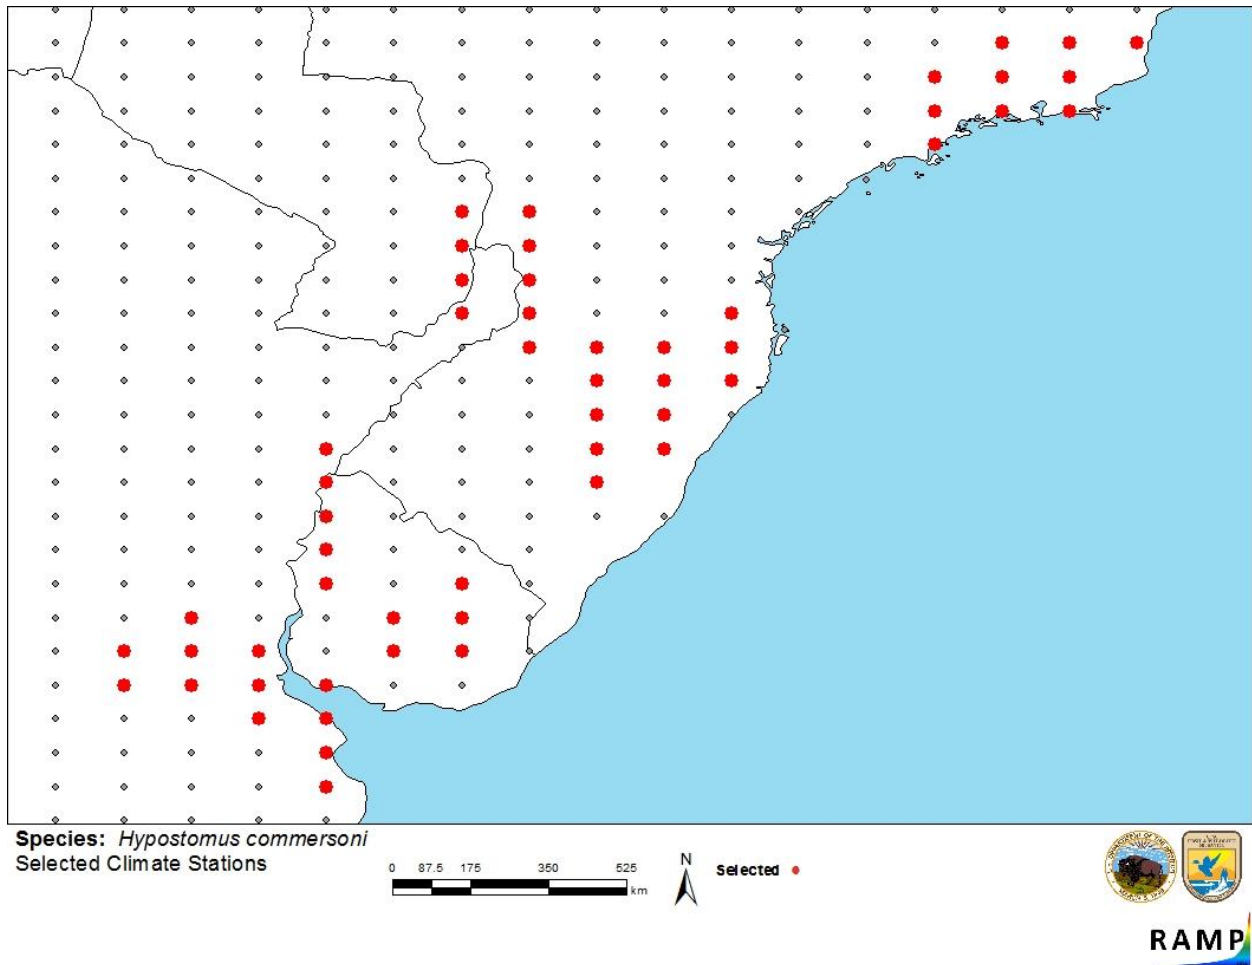 Species: Hypostomus commersoni
Selected Climate Stations
0 87.5 175 350 525
km
N
Selected
RAMP